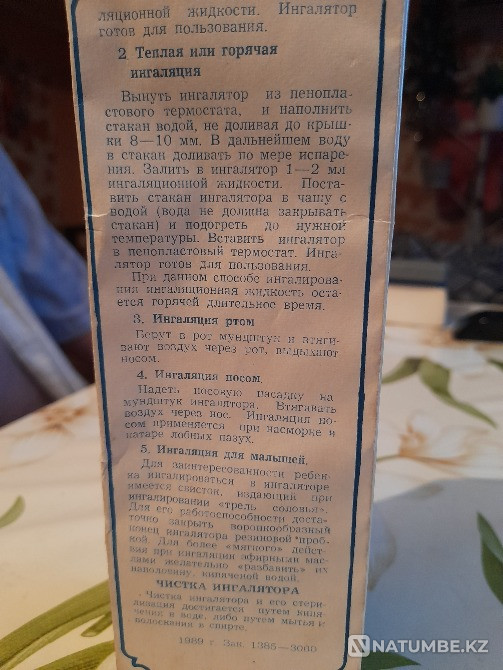 ляционной жидкости. Ингалятор
готов для пользования.
2 Теплая или горячая
ингаляция
Вынуть ингалятор из пенопла-
стового термостата, и наполнить
стакан водой, не доливая до крыш-
ки 8—10 мм. В дальнейшем воду
в стакан доливать по мере испаре-
ния. Залить в ингалятор 1—2 мл
ингаляционной жидкости. Поста-
вить стакан ингалятора в чашу с
водой (вода не должна закрывать
стакан) и подогреть до нужной
температуры. Вставить ингалятор
в пенопластовый термостат. Инга-
лятор готов для пользования.
При данном способе ингалирова-
ния ингаляционная жидкость оста-
ется горячей длительное время.
3. Ингаляция ртом
Берут в рот мундштук и втяги-
вают воздух через рот, выдыхают
носом.
4. Ингаляция носом.
Надеть носовую насадку на
мундштук ингалятора. Втягивать
воздух через нос. Ингаляция но-
сом применяется при насморке и
катаре лобных пазух.
5. Ингаляция для малышей.
Для заинтересованности ребен-
ка ингалироваться в ингаляторе
имеется свисток, издающий при
ингалировании «трель соловья».
Для его работоспособности доста-
точно закрыть воронкообразный
конец ингалятора резиновой проб-
кой. Для более «мягкого» дейст-
вия при ингаляции эфирными мас-
лами желательно «разбавить» их
наполовину кипяченой водой.
ЧИСТКА ИНГАЛЯТОРА
Чистка ингалятора и его стери-
лизация достигается путем кипя-
чения в воде, либо путем мытья и
полоскания в спирте.
1989 г. Зак. 1385—3000
NATUMBE.KZ